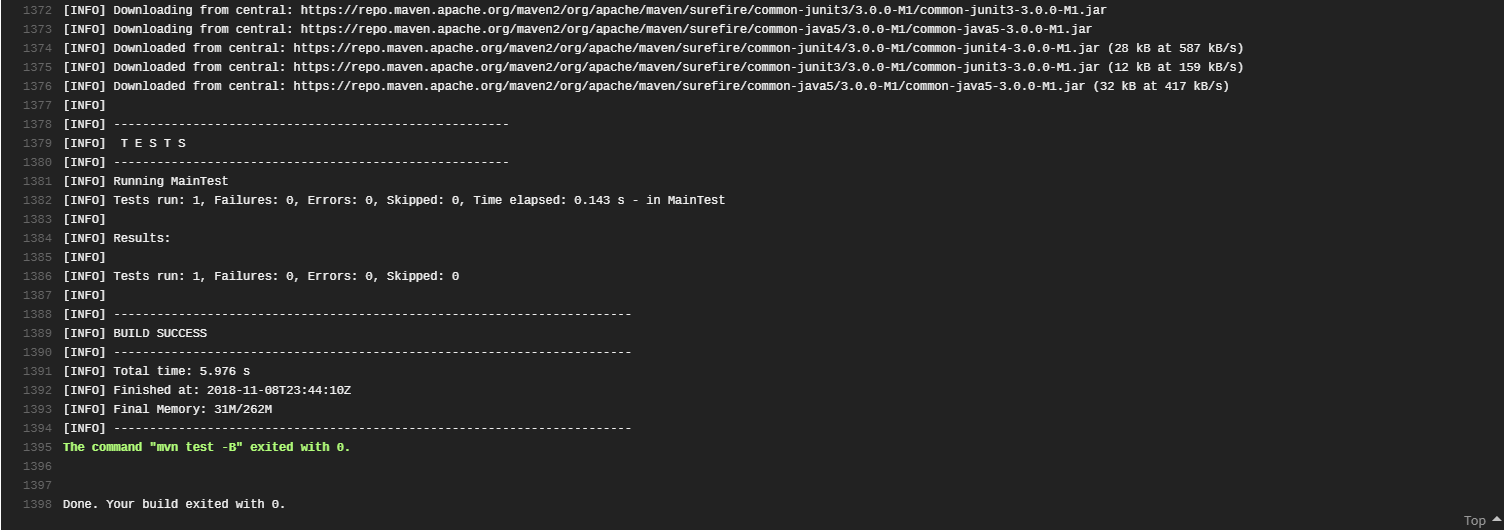 1372 [INFO] Downloading from central: https://repo.maven.apache.org/maven2/org/apache/maven/surefire/common-junit3/3.0.0-M1/common-junit3-3.0.0-M1.jar
1373 [INFO] Downloading from central: https://repo.maven.apache.org/maven2/org/apache/maven/surefire/common-java5/3.0.0-M1/common-java5-3.0.0-M1.jar
1374 [INFO] Downloaded from central: https://repo.maven.apache.org/maven2/org/apache/maven/surefire/common-junit4/3.0.0-M1/common-junit4-3.0.0-M1.jar (28 kB at 587 kB/s)
1375 [INFO] Downloaded from central: https://repo.maven.apache.org/maven2/org/apache/maven/surefire/common-junit3/3.0.0-M1/common-junit3-3.0.0-M1.jar (12 kB at 159 kB/s)
1376 [INFO] Downloaded from central: https://repo.maven.apache.org/maven2/org/apache/maven/surefire/common-java5/3.0.0-M1/common-java5-3.0.0-M1.jar (32 kB at 417 kB/s)
1377 [INFO]
1378 [INFO] -------------------------------------------------------
1379 [INFO]  T E S T S
1380 [INFO] -------------------------------------------------------
1381 [INFO] Running MainTest
1382 [INFO] Tests run: 1, Failures: 0, Errors: 0, Skipped: 0, Time elapsed: 0.143 s - in MainTest
1383 [INFO]
1384 [INFO] Results:
1385 [INFO]
1386 [INFO] Tests run: 1, Failures: 0, Errors: 0, Skipped: 0
1387 [INFO]
1388 [INFO] ------------------------------------------------------------------------
1389 [INFO] BUILD SUCCESS
1390 [INFO] ------------------------------------------------------------------------
1391 [INFO] Total time: 5.976 s
1392 [INFO] Finished at: 2018-11-08T23:44:10Z
1393 [INFO] Final Memory: 31M/262M
1394 [INFO] ------------------------------------------------------------------------
1395 The command "mvn test -B" exited with 0.
1396
1397
1398 Done. Your build exited with 0.
Top